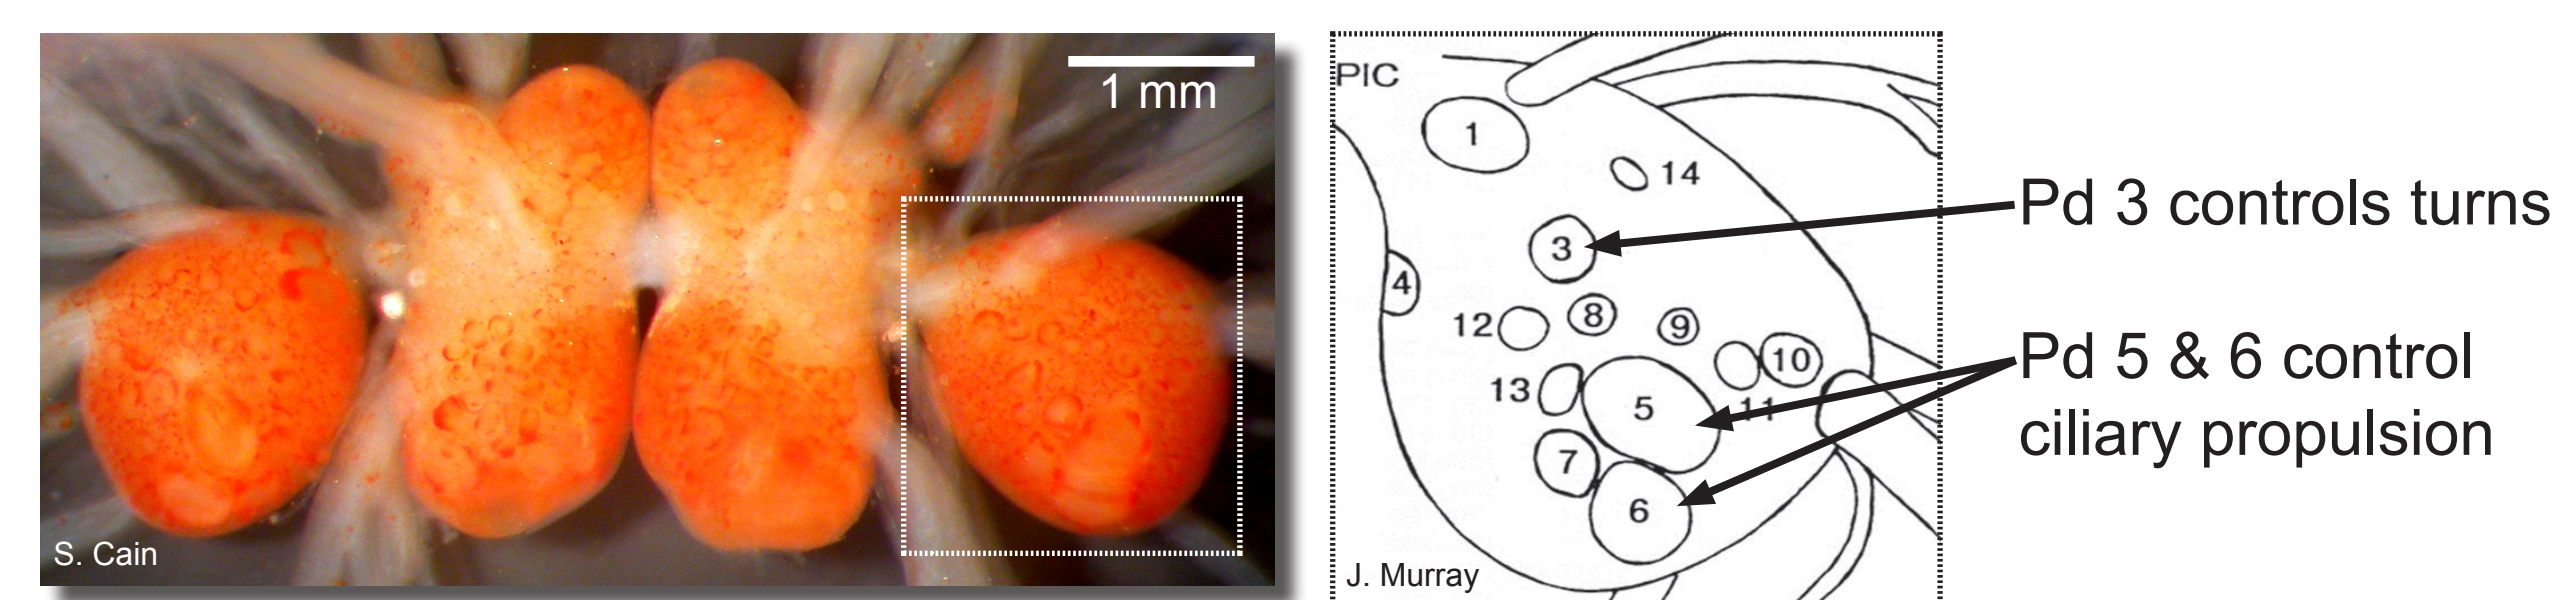 1 mm
S. Cain
PIC
1
14
3
4
12
8
9
10
13
5
11
7
6
J. Murray
Pd 3 controls turns
Pd 5 & 6 control
ciliary propulsion